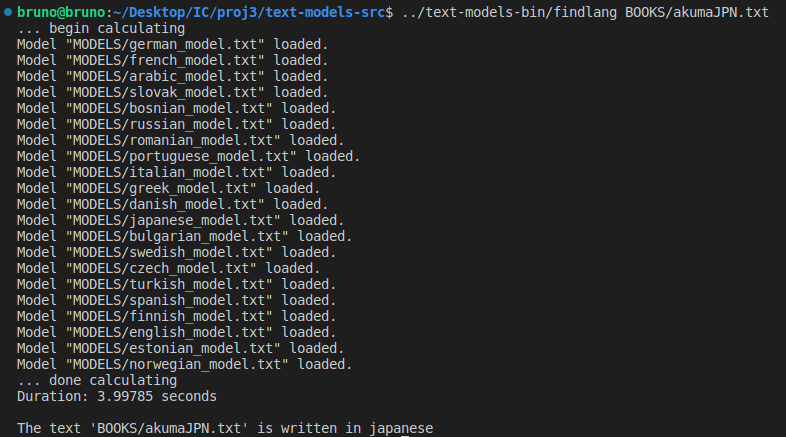 bruno@bruno:~/Desktop/IC/proj3/text-models-src$ ../text-models-bin/findlang BOOKS/akumaJPN.txt
... begin calculating
Model "MODELS/german_model.txt" loaded.
Model "MODELS/french_model.txt" loaded.
Model "MODELS/arabic_model.txt" loaded.
Model "MODELS/slovak_model.txt" loaded.
Model "MODELS/bosnian_model.txt" loaded.
Model "MODELS/russian_model.txt" loaded.
Model "MODELS/romanian_model.txt" loaded.
Model "MODELS/portuguese_model.txt" loaded.
Model "MODELS/italian_model.txt" loaded.
Model "MODELS/greek_model.txt" loaded.
Model "MODELS/danish_model.txt" loaded.
Model "MODELS/japanese_model.txt" loaded.
Model "MODELS/bulgarian_model.txt" loaded.
Model "MODELS/swedish_model.txt" loaded.
Model "MODELS/czech_model.txt" loaded.
Model "MODELS/turkish_model.txt" loaded.
Model "MODELS/spanish_model.txt" loaded.
Model "MODELS/finnish_model.txt" loaded.
Model "MODELS/english_model.txt" loaded.
Model "MODELS/estonian_model.txt" loaded.
Model "MODELS/norwegian_model.txt" loaded.
... done calculating
Duration: 3.99785 seconds
The text 'BOOKS/akumaJPN.txt' is written in japanese